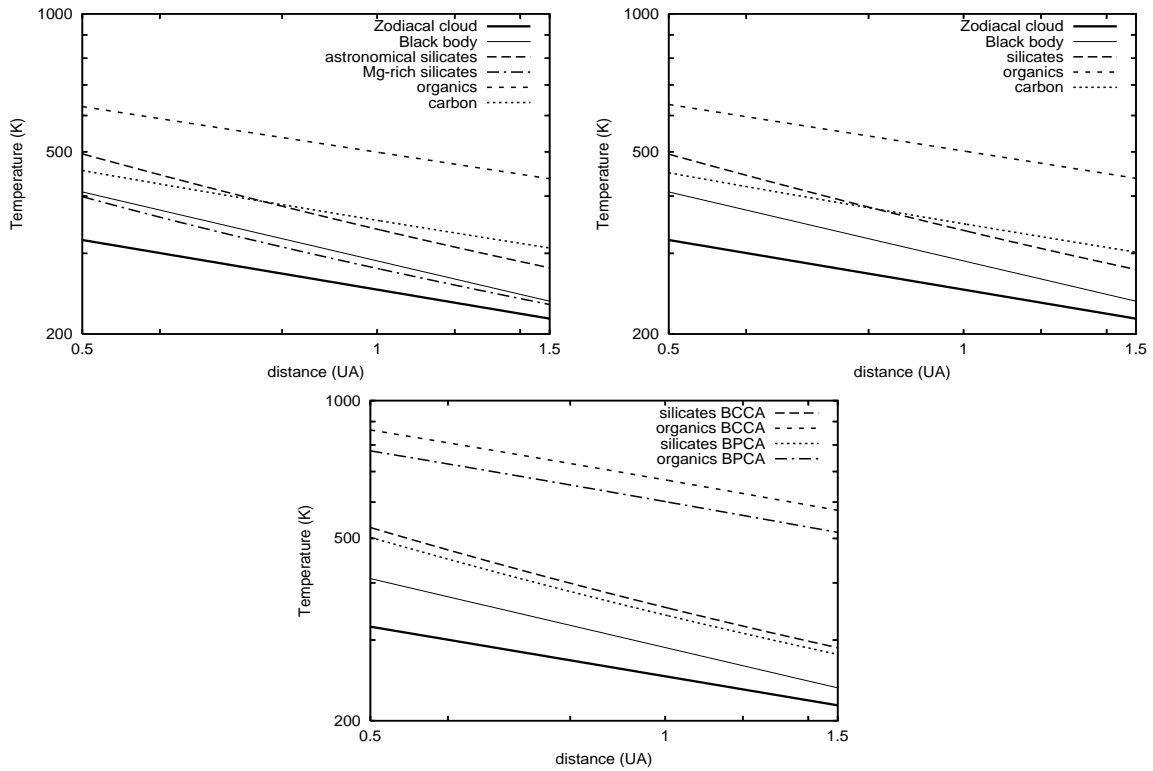 1000
500
200
Temperature (K)
0.5
1
1.5
distance (UA)
Zodiacal cloud
Black body
astronomical silicates
Mg-rich silicates
organics
carbon
1000
500
200
Temperature (K)
0.5
1
1.5
distance (UA)
Zodiacal cloud
Black body
silicates
organics
carbon
1000
500
200
Temperature (K)
0.5
1
1.5
distance (UA)
silicates BCCA
organics BCCA
silicates BPCA
organics BPCA